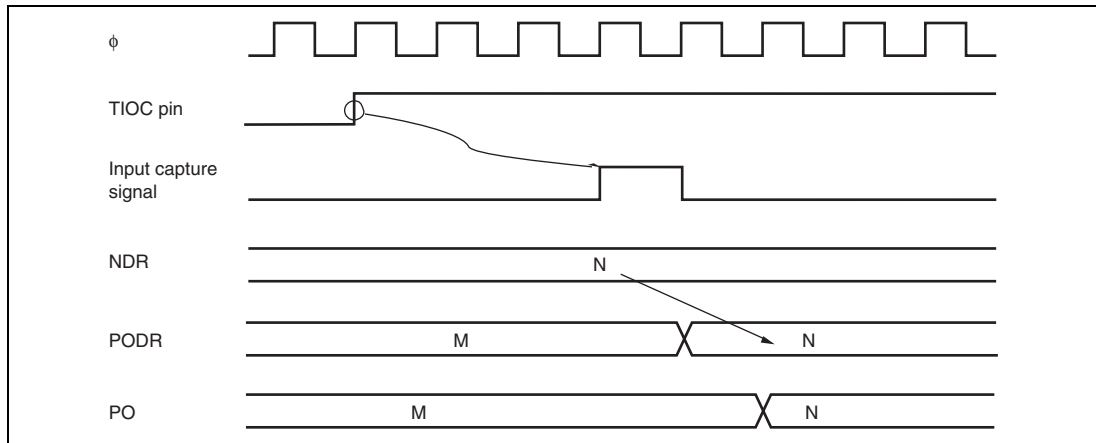 ϕ
TIOC pin
Input capture
signal
NDR
N
PODR
M
N
PO
M
N